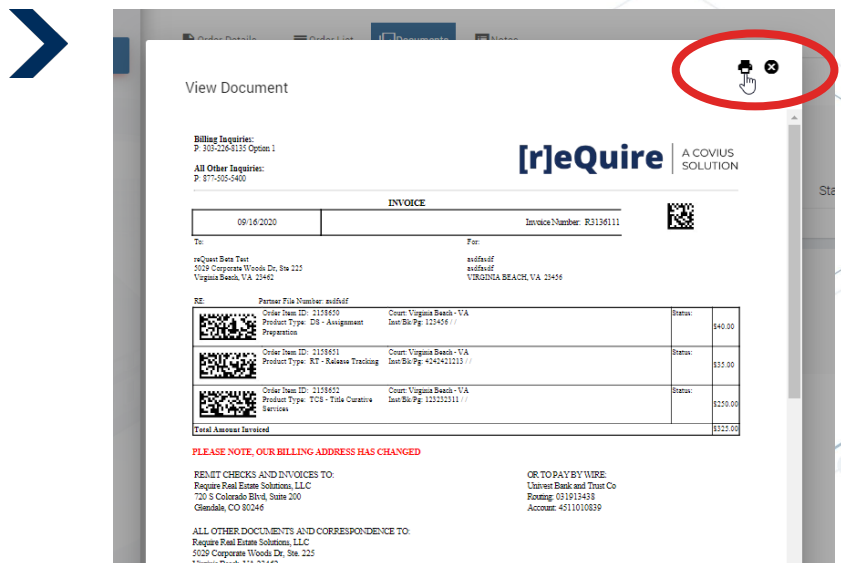 Order Details Order List Documents Notes
View Document
Billing Inquiries:
P: 303-226-8135 Option 1
All Other Inquiries:
P: 877-505-5400
[r]eQuire A COVIUS SOLUTION
Sta
INVOICE
09/16/2020 Invoice Number: R3136111
To: For:
reQuest Beta Test asdfasdf
5029 Corporate Woods Dr, Ste 225 asdfasdf
Virginia Beach, VA 23462 VIRGINIA BEACH, VA 23456
RE: Partner File Number: asdfsdf
Order Item ID: 2158650 Court: Virginia Beach - VA Status:
Product Type: DS - Assignment Preparation Inst/Bk/Pg: 123456 / / $40.00
Order Item ID: 2158651 Court: Virginia Beach - VA Status:
Product Type: RT - Release Tracking Inst/Bk/Pg: 4242421213 / / $35.00
Order Item ID: 2158652 Court: Virginia Beach - VA Status:
Product Type: TCS - Title Curative Services Inst/Bk/Pg: 123232311 / / $250.00
Total Amount Invoiced $325.00
PLEASE NOTE, OUR BILLING ADDRESS HAS CHANGED
REMIT CHECKS AND INVOICES TO: OR TO PAY BY WIRE:
Require Real Estate Solutions, LLC Univest Bank and Trust Co
720 S Colorado Blvd, Suite 200 Routing: 031913438
Glendale, CO 80246 Account: 4511010839
ALL OTHER DOCUMENTS AND CORRESPONDENCE TO:
Require Real Estate Solutions, LLC
5029 Corporate Woods Dr, Ste. 225
Virginia Beach, VA 23462